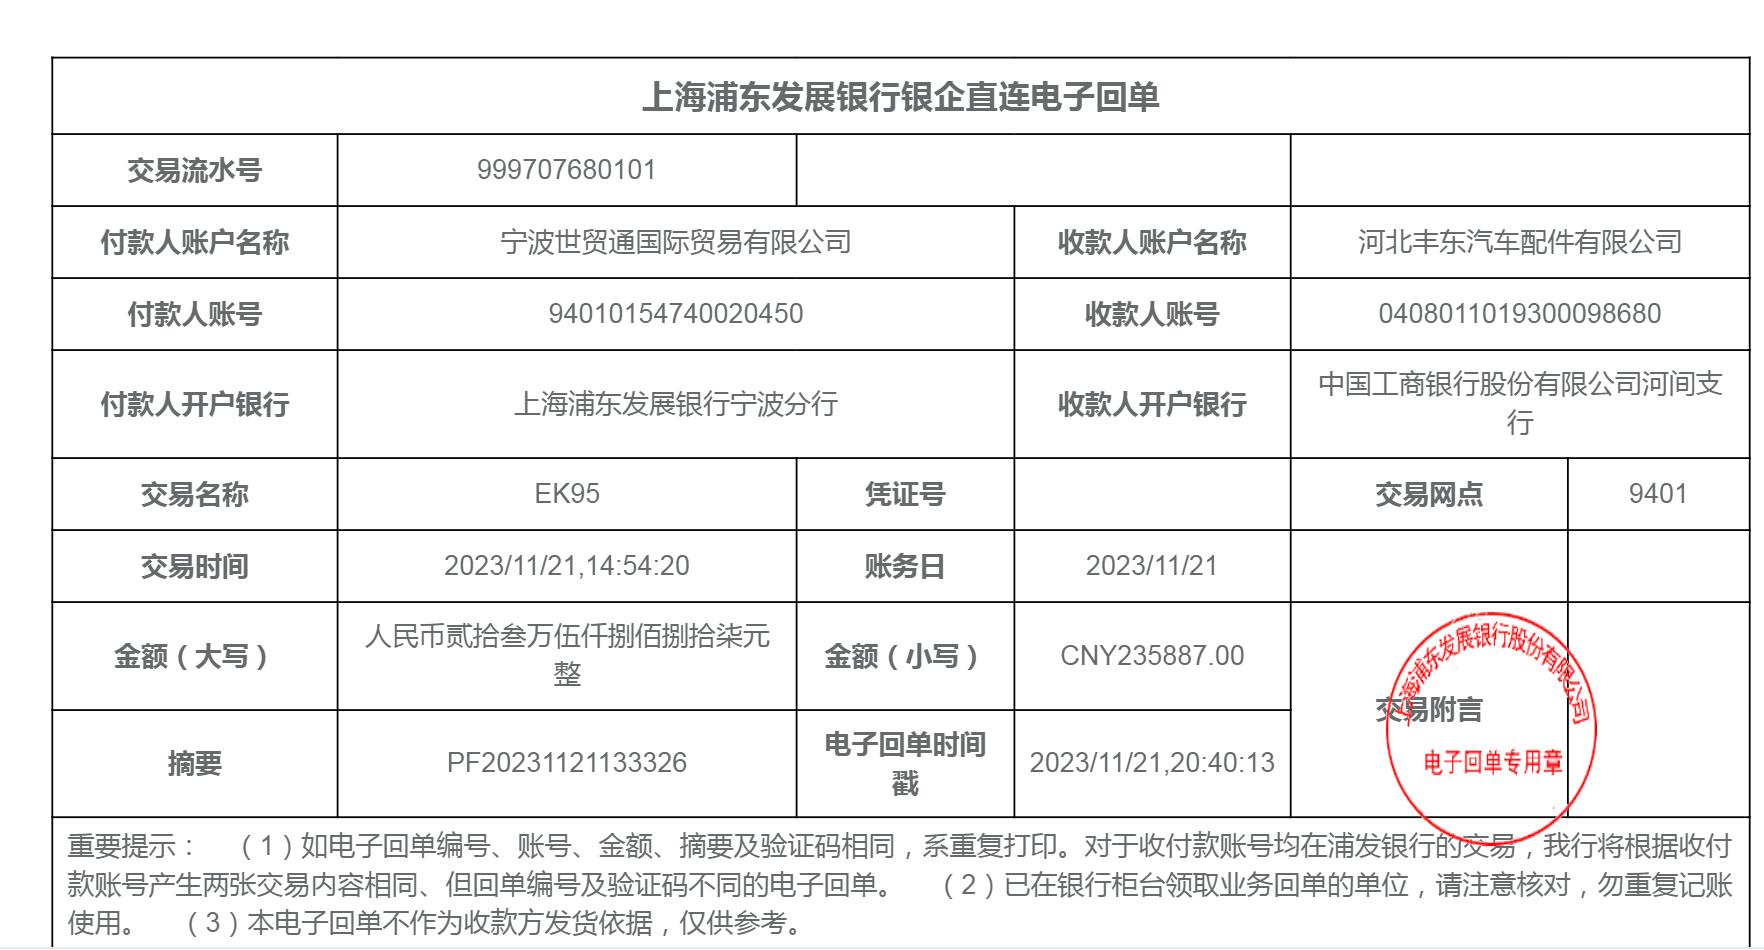 上海浦东发展银行银企直连电子回单
交易流水号 999707680101
付款人账户名称 宁波世贸通国际贸易有限公司 收款人账户名称 河北丰东汽车配件有限公司
付款人账号 94010154740020450 收款人账号 0408011019300098680
付款人开户银行 上海浦东发展银行宁波分行 收款人开户银行 中国工商银行股份有限公司河间支
行
交易名称 EK95 凭证号 交易网点 9401
交易时间 2023/11/21,14:54:20 账务日 2023/11/21
金额（大写） 人民币贰拾叁万伍仟捌佰捌拾柒元
整
金额（小写） CNY235887.00
交易附言
上海浦东发展银行股份有限公司
电子回单专用章
摘要 PF20231121133326 电子回单时间
戳
2023/11/21,20:40:13
重要提示： （1）如电子回单编号、账号、金额、摘要及验证码相同，系重复打印。对于收付款账号均在浦发银行的交易，我行将根据收付
款账号产生两张交易内容相同、但回单编号及验证码不同的电子回单。 （2）已在银行柜台领取业务回单的单位，请注意核对，勿重复记账
使用。 （3）本电子回单不作为收款方发货依据，仅供参考。